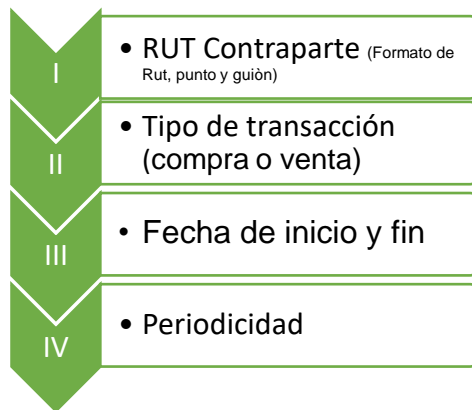 I
• RUT Contraparte (Formato de
Rut, punto y guiòn)
II
• Tipo de transacción
(compra o venta)
III
• Fecha de inicio y fin
IV
• Periodicidad